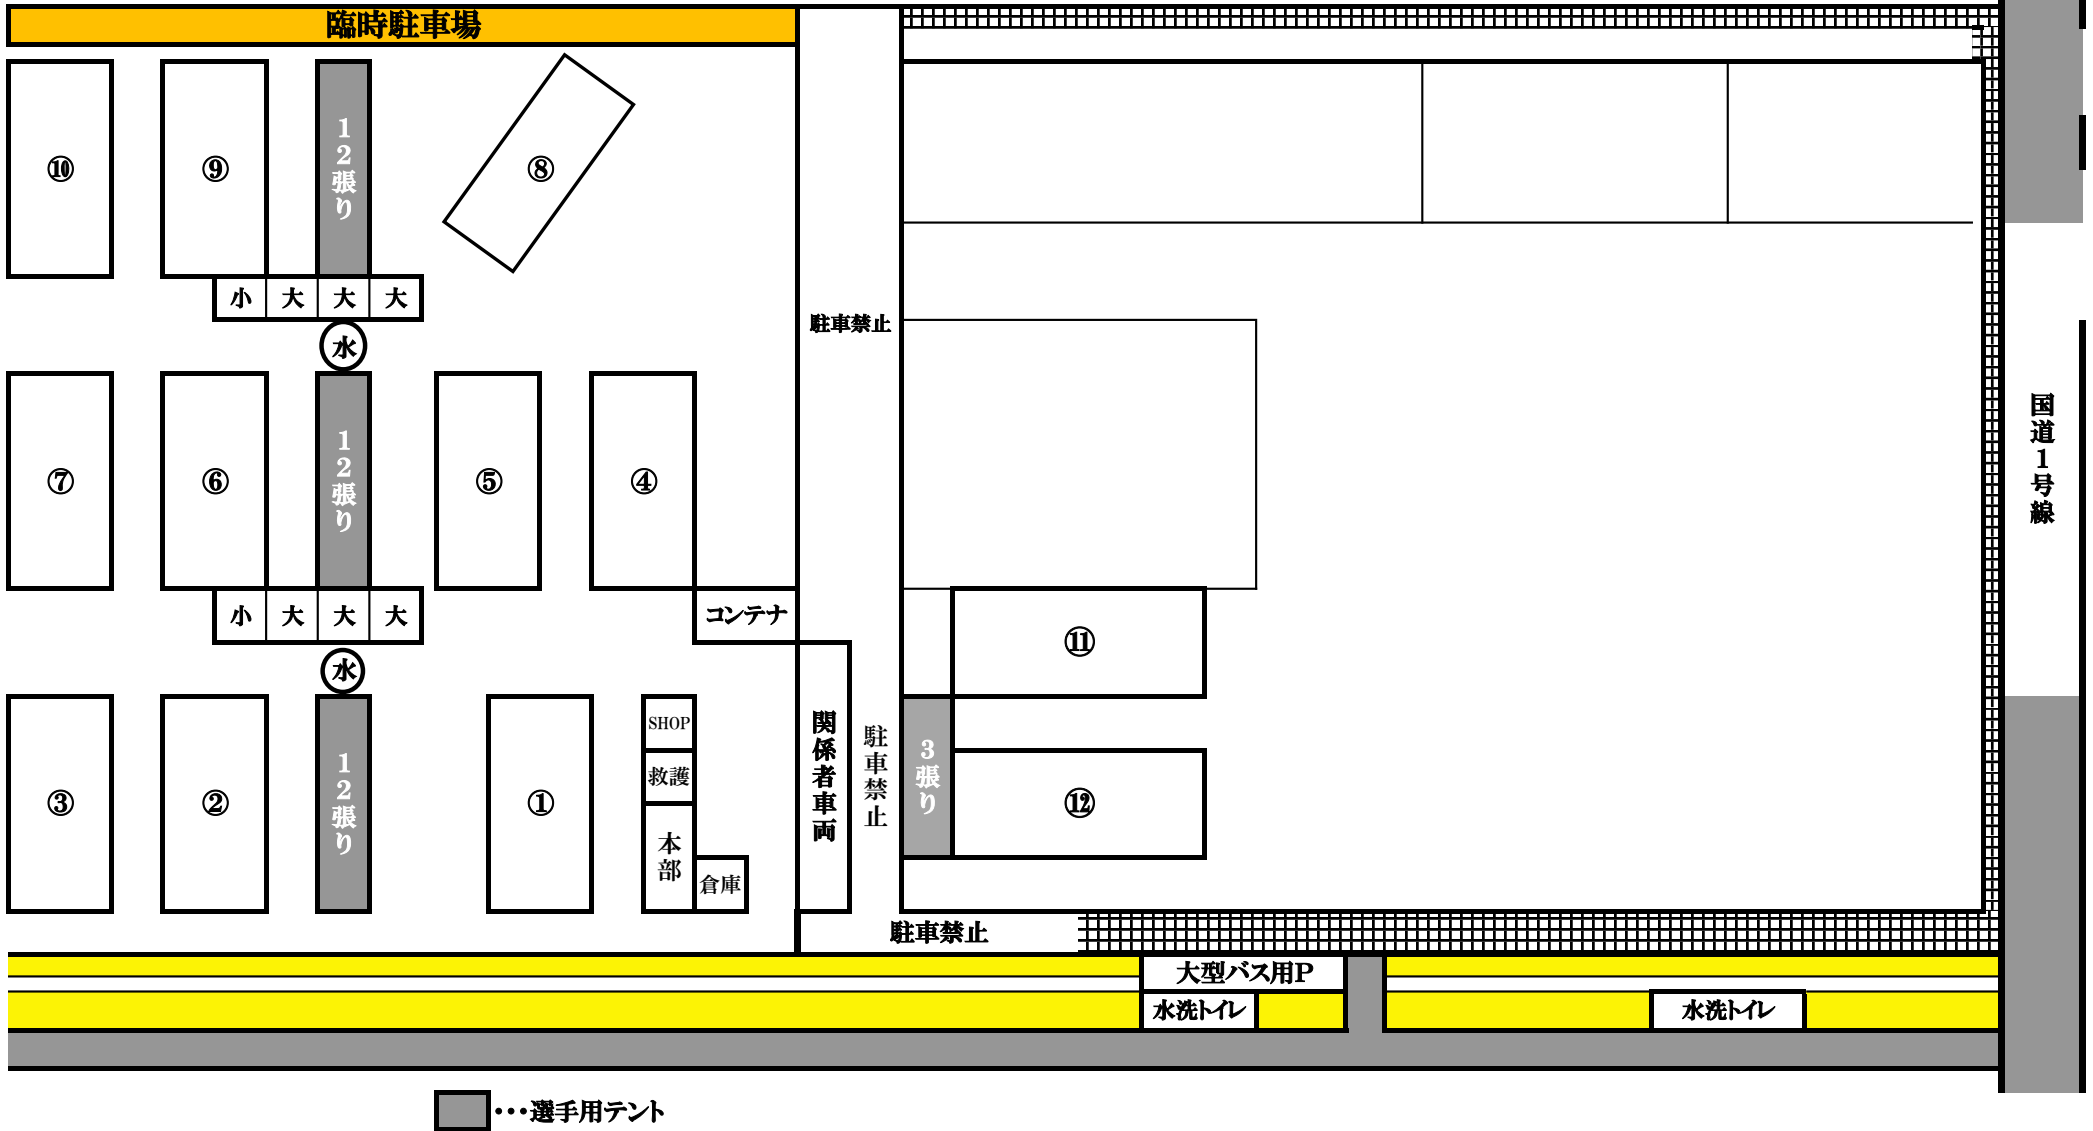 臨時駐車場
⑩
⑨
12張り
⑧
小 大 大 大
水
駐車禁止
⑦
⑥
12張り
⑤
④
国道1号線
小 大 大 大
コンテナ
水
⑪
③
②
12張り
①
SHOP
救護
本部
倉庫
関係者車両
駐車禁止
3張り
⑫
駐車禁止
大型バス用P
水洗トイレ
水洗トイレ
・・・選手用テント